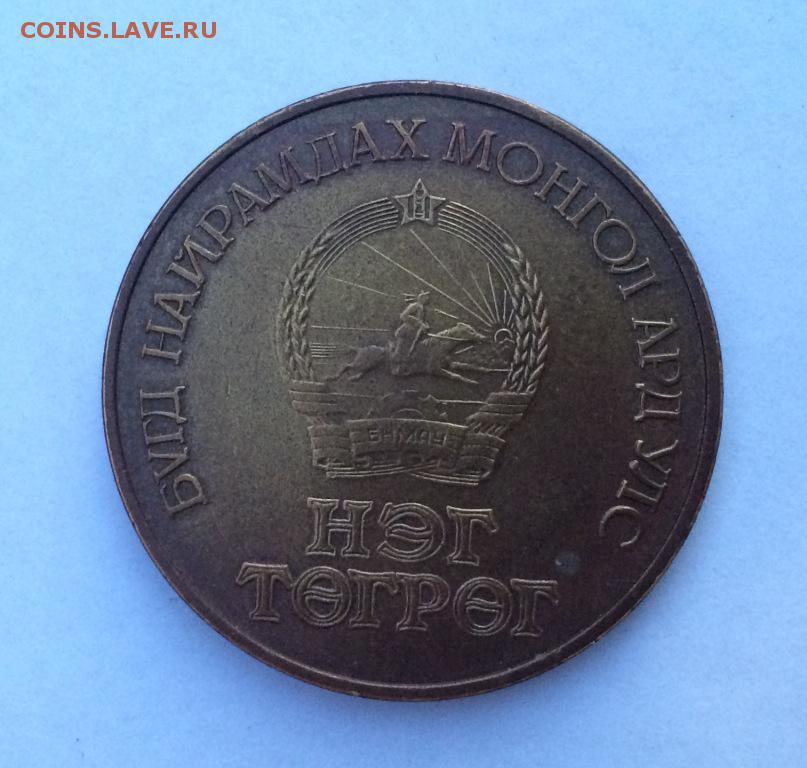 COINS.LAVE.RU
БҮГД НАЙРАМДАХ МОНГОЛ АРД УЛС
БНМАУ
НЭГ
ТӨГРӨГ